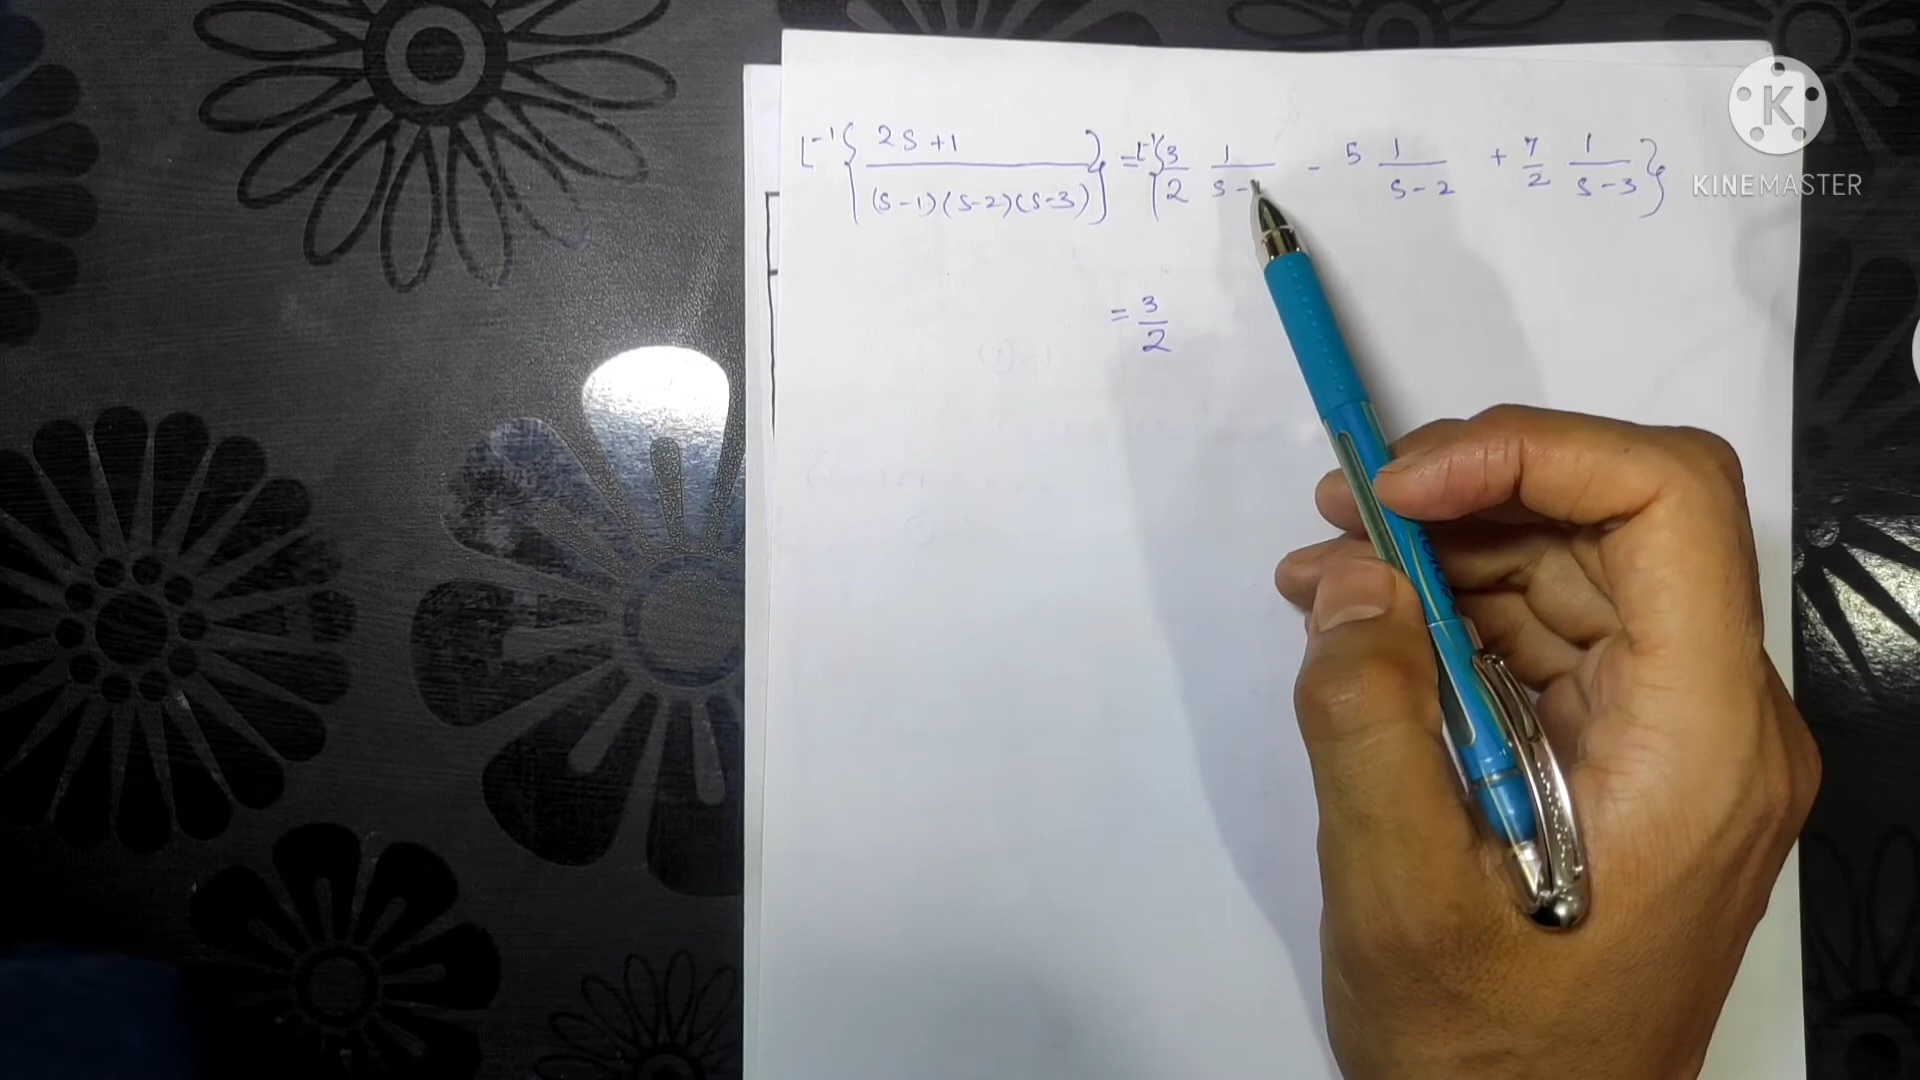 L⁻¹{ 2S+1 / (S-1)(S-2)(S-3) } = L⁻¹{ 3/2 1/S- - 5 1/S-2 + 7/2 1/S-3 }
= 3/2
K
KINEMASTER